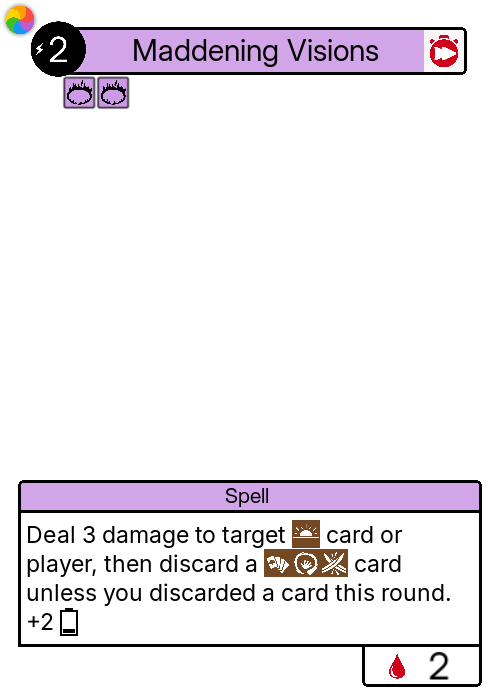 2
Maddening Visions
Spell
Deal 3 damage to target card or
player, then discard a card
unless you discarded a card this round.
+2
2